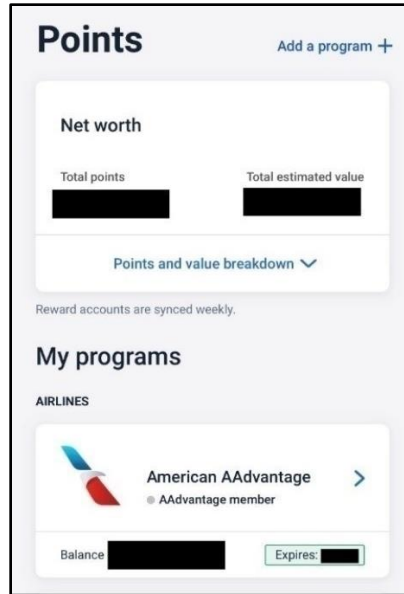 Points
Add a program +
Net worth
Total points
Total estimated value
Points and value breakdown
Reward accounts are synced weekly.
My programs
AIRLINES
American AAdvantage
AAdvantage member
Balance
Expires: